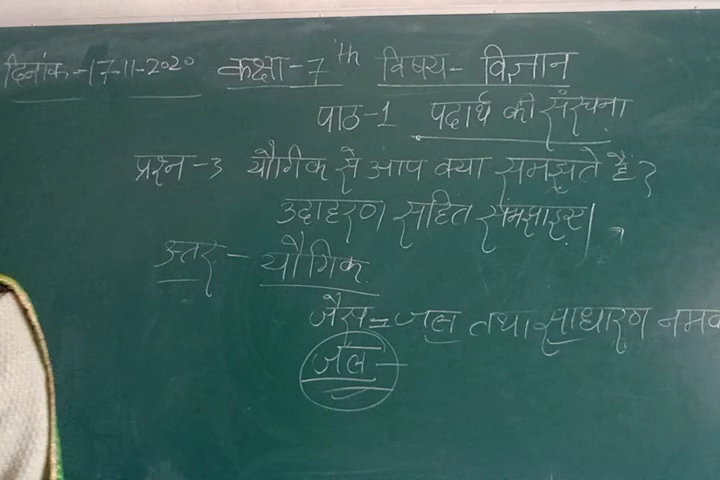 दिनांक-17-11-2020 कक्षा-7th विषय- विज्ञान
पाठ-1 पदार्थ की संरचना
प्रश्न-3 यौगिक से आप क्या समझते हैं?
उदाहरण सहित समझाइए।
उत्तर- यौगिक
जैसे=जल तथा साधारण नमक
जल-